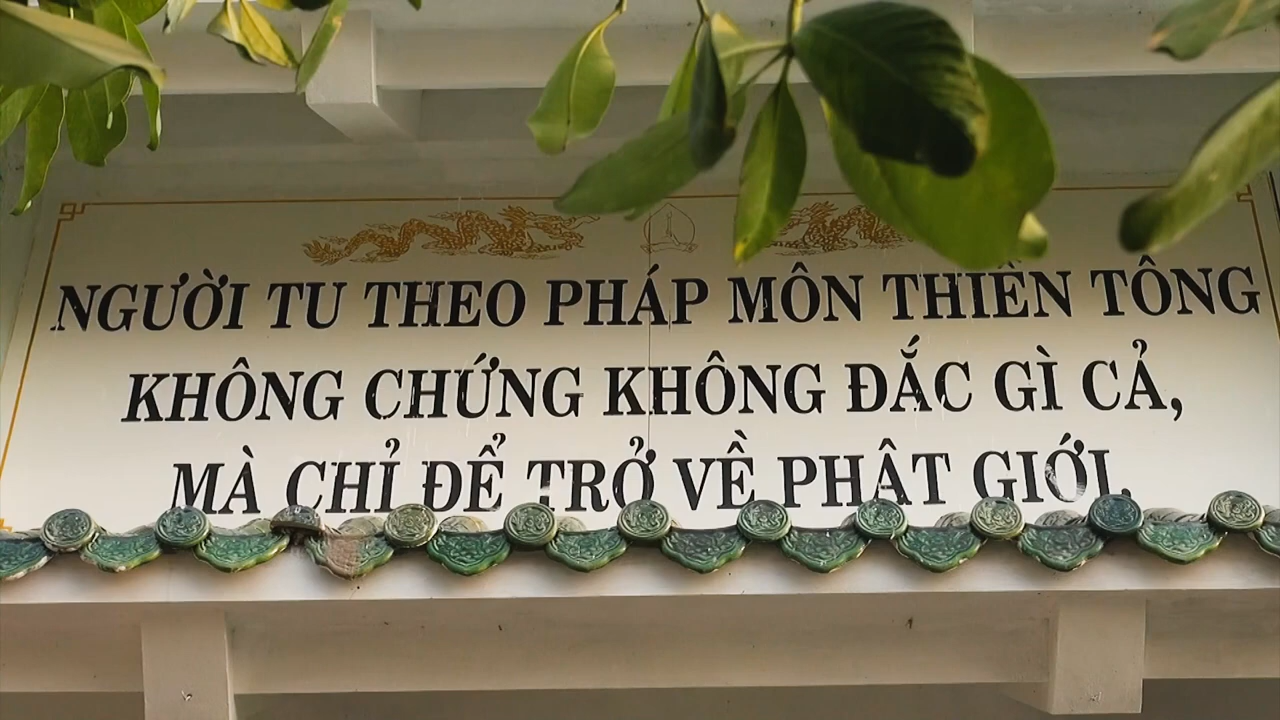 NGƯỜI TU THEO PHÁP MÔN THIỀN TÔNG
KHÔNG CHỨNG KHÔNG ĐẮC GÌ CẢ,
MÀ CHỈ ĐỂ TRỞ VỀ PHẬT GIỚI.